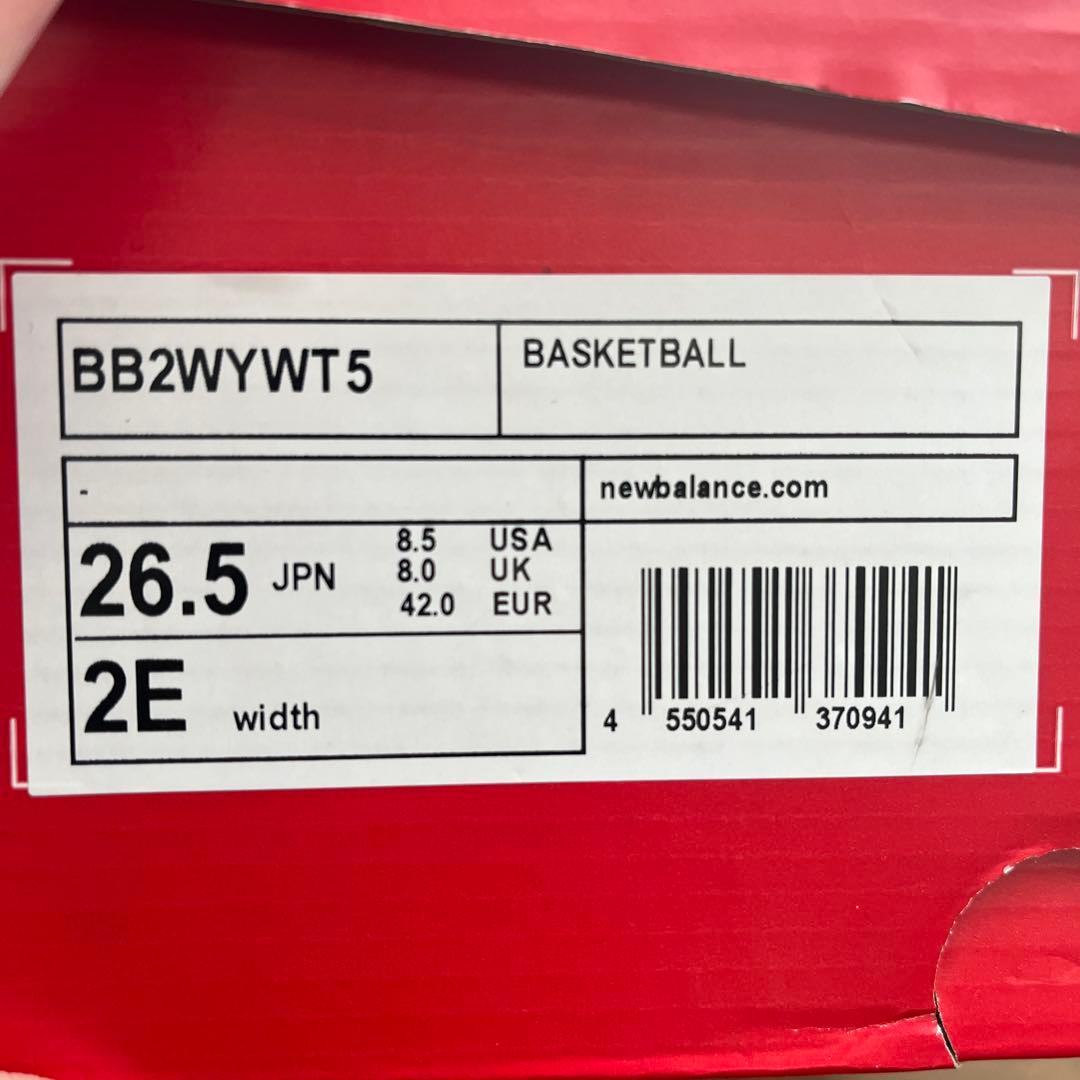 BB2WYWT5
BASKETBALL
-
newbalance.com
26.5 JPN
8.5 USA
8.0 UK
42.0 EUR
2E width
4 550541 370941